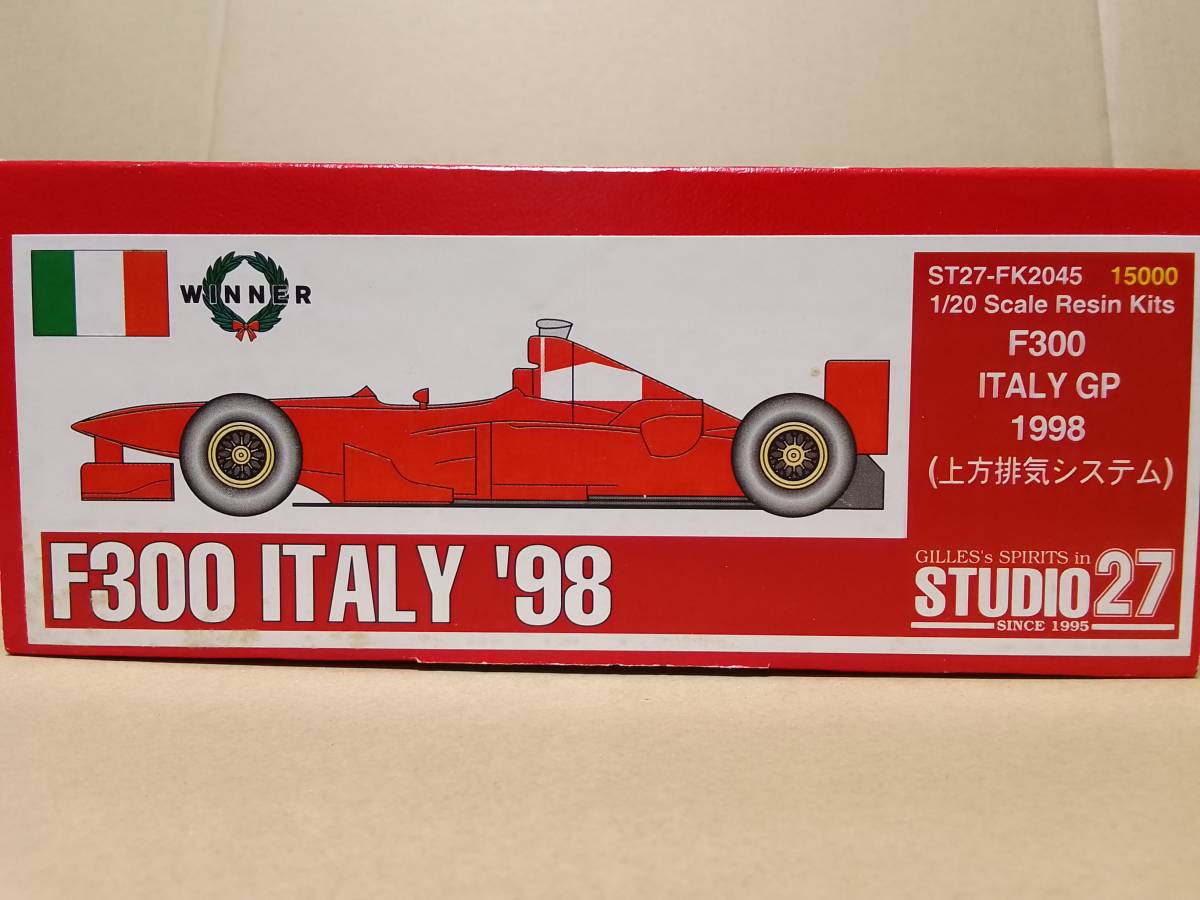 WINNER
ST27-FK2045 15000
1/20 Scale Resin Kits
F300
ITALY GP
1998
(上方排気システム)
F300 ITALY '98
GILLES's SPIRITS in
STUDIO27
SINCE 1995